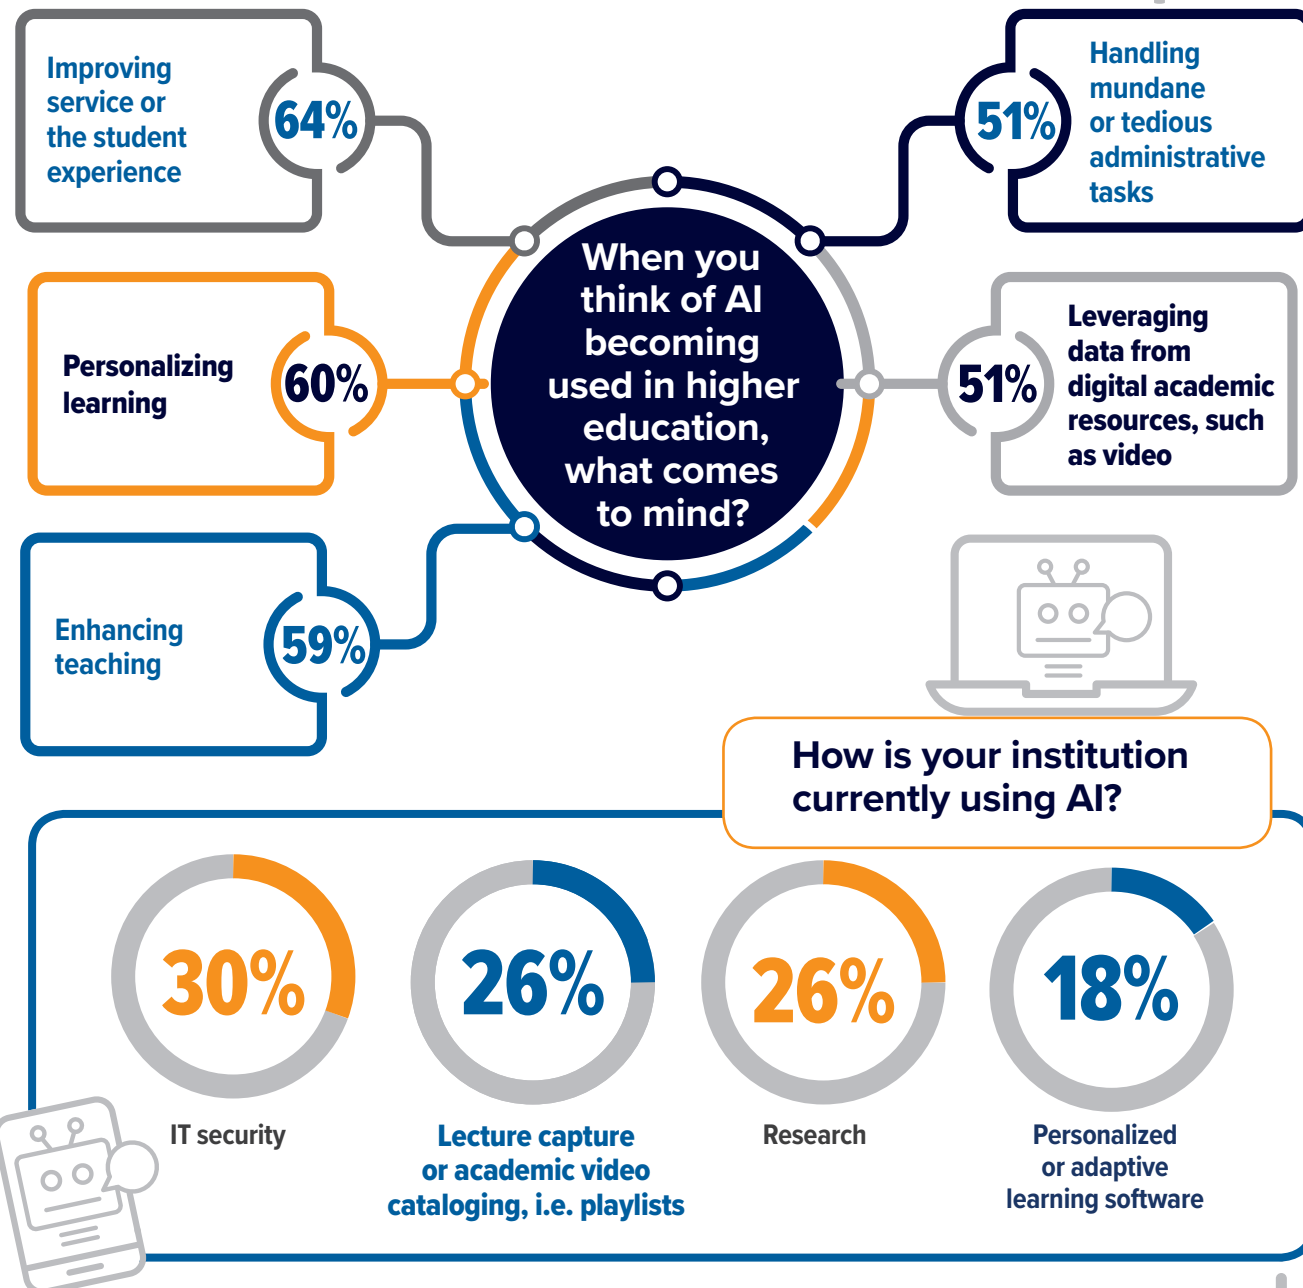 Improving
service or
the student
experience
64%
Personalizing
learning
60%
Enhancing
teaching
59%
When you
think of AI
becoming
used in higher
education,
what comes
to mind?
51%
Handling
mundane
or tedious
administrative
tasks
51%
Leveraging
data from
digital academic
resources, such
as video
How is your institution
currently using AI?
30%
IT security
26%
Lecture capture
or academic video
cataloging, i.e. playlists
26%
Research
18%
Personalized
or adaptive
learning software